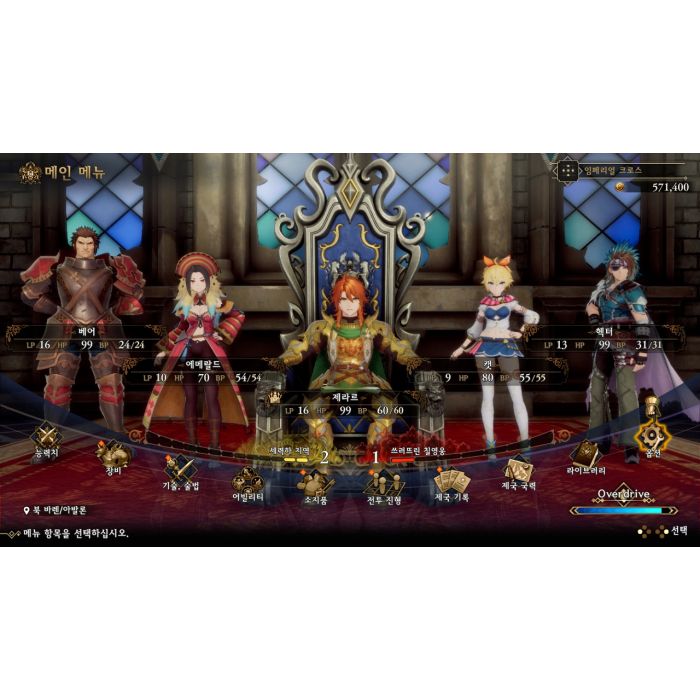 메인 메뉴
임페리얼 크로스
571,400
베어
LP 16 HP 99 BP 24/24
에메랄드
LP 10 HP 70 BP 54/54
제라르
LP 16 HP 99 BP 60/60
캣
9 HP 80 BP 55/55
헥터
LP 13 HP 99 BP 31/31
세력하 지역 2
1 쓰러뜨린 칠영웅
능력치
장비
기술, 술법
어빌리티
소지품
전투 진형
제국 기록
제국 국력
라이브러리
옵션
Overdrive
북 바렌/아발론
메뉴 항목을 선택하십시오.
선택